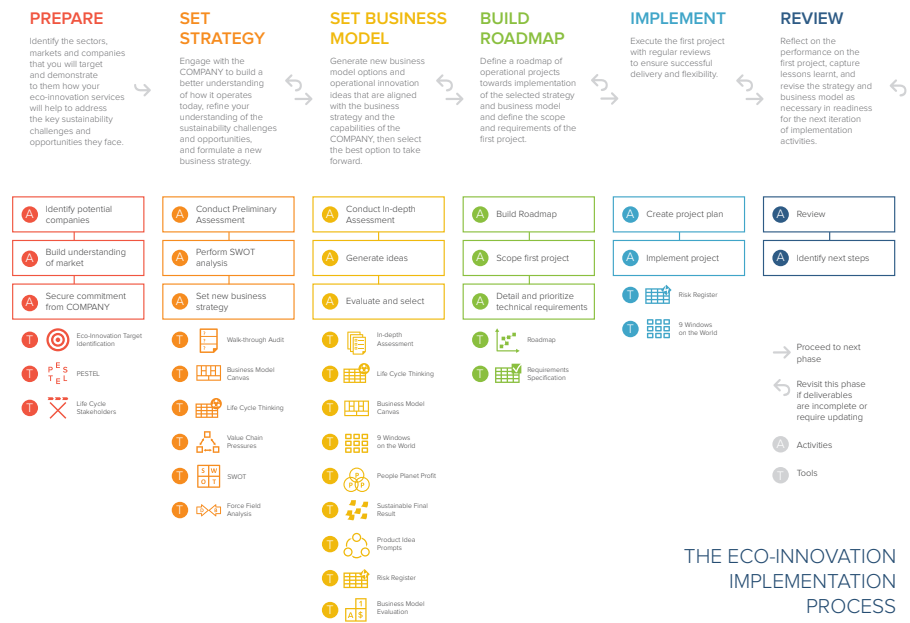 PREPARE
Identify the sectors,
markets and companies
that you will target
and demonstrate
to them how your
eco-innovation services
will help to address
the key sustainability
challenges and
opportunities they face.
A Identify potential
companies
A Build understanding
of market
A Secure commitment
from COMPANY
T Eco-Innovation Target
Identification
T P E S T E L PESTEL
T Life Cycle
Stakeholders
SET
STRATEGY
Engage with the
COMPANY to build a
better understanding
of how it operates
today, refine your
understanding of the
sustainability challenges
and opportunities,
and formulate a new
business strategy.
A Conduct Preliminary
Assessment
A Perform SWOT
analysis
A Set new business
strategy
T Walk-through Audit
T Business Model
Canvas
T Life Cycle Thinking
T Value Chain
Pressures
T S W O T SWOT
T Force Field
Analysis
SET BUSINESS
MODEL
Generate new business
model options and
operational innovation
ideas that are aligned
with the business
strategy and the
capabilities of the
COMPANY, then select
the best option to take
forward.
A Conduct In-depth
Assessment
A Generate ideas
A Evaluate and select
T In-depth
Assessment
T Life Cycle Thinking
T Business Model
Canvas
T 9 Windows
on the World
T P P P People Planet Profit
T Sustainable Final
Result
T Product Idea
Prompts
T Risk Register
T 1 A $ Business Model
Evaluation
BUILD
ROADMAP
Define a roadmap of
operational projects
towards implementation
of the selected strategy
and business model
and define the scope
and requirements of the
first project.
A Build Roadmap
A Scope first project
A Detail and prioritize
technical requirements
T Roadmap
T Requirements
Specification
IMPLEMENT
Execute the first project
with regular reviews
to ensure successful
delivery and flexibility.
A Create project plan
A Implement project
T Risk Register
T 9 Windows
on the World
REVIEW
Reflect on the
performance on the
first project, capture
lessons learnt, and
revise the strategy and
business model as
necessary in readiness
for the next iteration
of implementation
activities.
A Review
A Identify next steps
Proceed to next
phase
Revisit this phase
if deliverables
are incomplete or
require updating
A Activities
T Tools
THE ECO-INNOVATION
IMPLEMENTATION
PROCESS